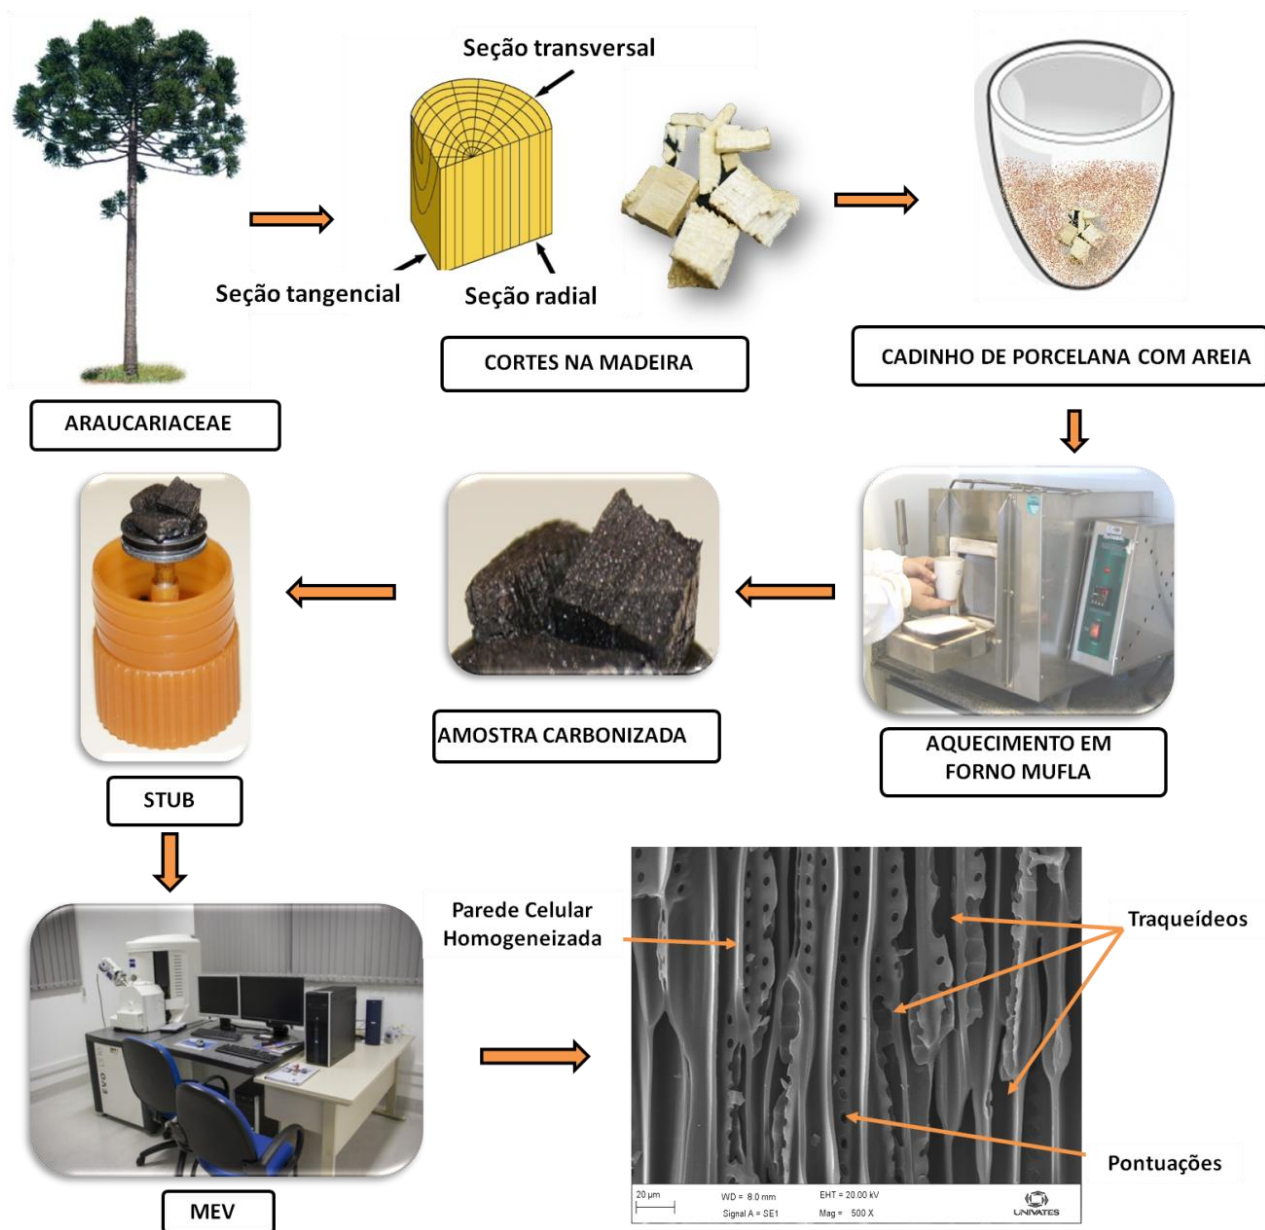 Seção transversal
Seção tangencial
Seção radial
ARAUCARIACEAE
CORTES NA MADEIRA
CADINHO DE PORCELANA COM AREIA
AQUECIMENTO EM
FORNO MUFLA
AMOSTRA CARBONIZADA
STUB
MEV
EVO
Parede Celular
Homogeneizada
Traqueídeos
Pontuações
20 µm
WD = 8.0 mm
EHT = 20.00 kV
Signal A = SE1
Mag = 500 X
UNIVATES